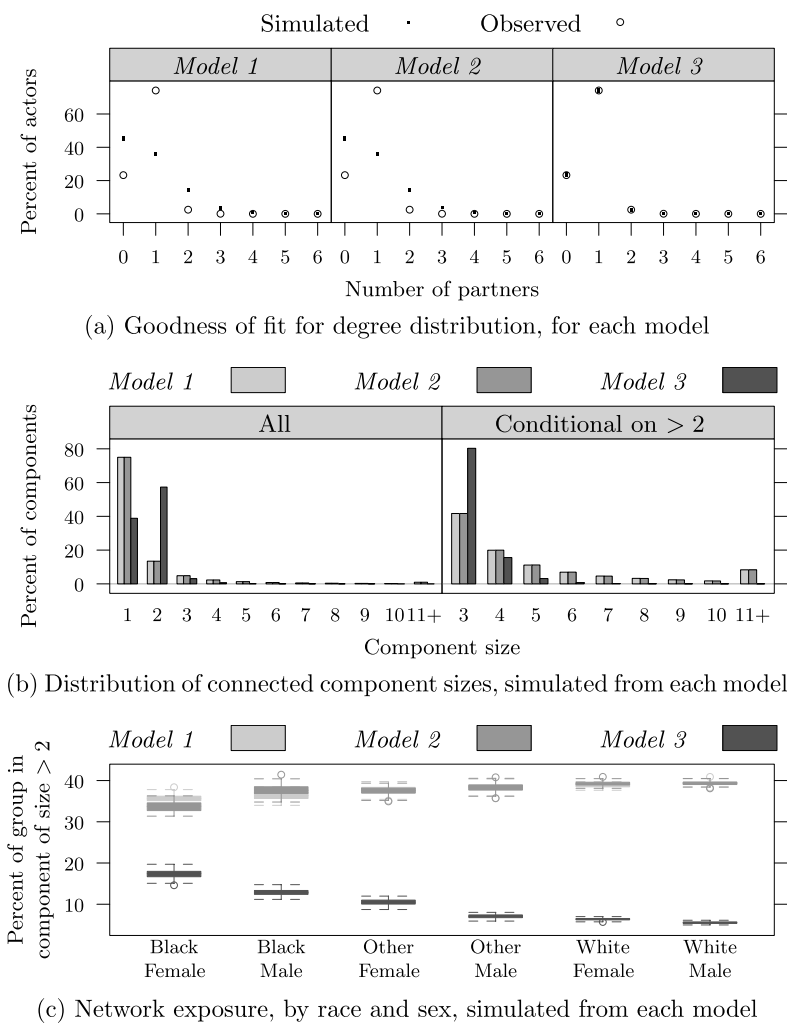 Simulated Observed
Model 1 Model 2 Model 3
Percent of actors
60
40
20
0
0 1 2 3 4 5 6 0 1 2 3 4 5 6 0 1 2 3 4 5 6
Number of partners
(a) Goodness of fit for degree distribution, for each model
Model 1 Model 2 Model 3
All Conditional on > 2
Percent of components
80
60
40
20
0
1 2 3 4 5 6 7 8 9 10 11+ 3 4 5 6 7 8 9 10 11+
Component size
(b) Distribution of connected component sizes, simulated from each model
Model 1 Model 2 Model 3
Percent of group in
component of size > 2
40
30
20
10
Black Black Other Other White White
Female Male Female Male Female Male
(c) Network exposure, by race and sex, simulated from each model